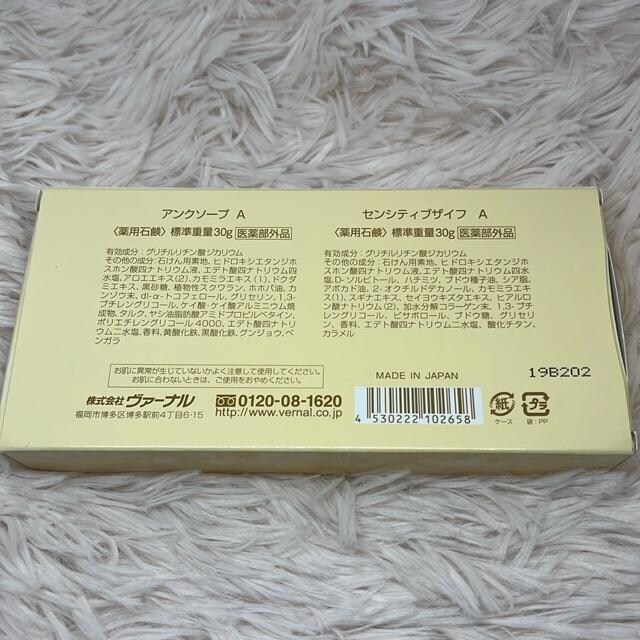 アンクソープ A
〈薬用石鹸〉標準重量30g 医薬部外品
有効成分：グリチルリチン酸ジカリウム
その他の成分：石けん用素地、ヒドロキシエタンジホ
スホン酸四ナトリウム液、エデト酸四ナトリウム四
水塩、アロエエキス(2)、カモミラエキス(1)、ドクダ
ミエキス、黒砂糖、植物性スクワラン、ホホバ油、カ
ンゾウ末、dl-α-トコフェロール、グリセリン、1,3-
ブチレングリコール、ケイ酸・ケイ酸アルミニウム焼
成物、タルク、ヤシ油脂肪酸アミドプロピルベタイン、
ポリエチレングリコール4000、エデト酸四ナトリ
ウム二水塩、香料、黄酸化鉄、黒酸化鉄、グンジョウ、ベ
ンガラ
センシティブザイフ A
〈薬用石鹸〉標準重量30g 医薬部外品
有効成分：グリチルリチン酸ジカリウム
その他の成分：石けん用素地、ヒドロキシエタンジホ
スホン酸四ナトリウム液、エデト酸四ナトリウム四
水塩、D-ソルビトール、ハチミツ、ブドウ種子油、シア脂、
アボカド油、2-オクチルドデカノール、カモミラエキ
ス(1)、スギナエキス、セイヨウキズタエキス、ヒアルロ
ン酸ナトリウム(2)、加水分解コラーゲン末、1,3-ブ
チレングリコール、ビサボロール、ブドウ糖、グリセリ
ン、香料、エデト酸四ナトリウム二水塩、酸化チタン、
カラメル
お肌に異常が生じていないかよく注意して使用してください。
お肌に合わないときは、ご使用をおやめください。
株式会社ヴァーナル 0120-08-1620
福岡市博多区博多駅前4丁目6-15 http://www.vernal.co.jp
MADE IN JAPAN
4 530222 102658
19B202
紙
ケース
プラ
袋：PP